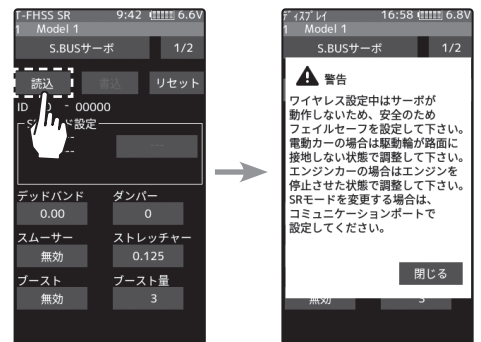 T-FHSS SR 9:42 6.6V
1 Model 1
S.BUSサーボ 1/2
読込 書込 リセット
ID - 00000
設定
--
-- ---
デッドバンド ダンパー
0.00 0
スムーサー ストレッチャー
無効 0.125
ブースト ブースト量
無効 3
ディスプレイ 16:58 6.8V
1 Model 1
S.BUSサーボ 1/2
警告
ワイヤレス設定中はサーボが
動作しないため、安全のため
フェイルセーフを設定して下さい。
電動カーの場合は駆動輪が路面に
接地しない状態で調整して下さい。
エンジンカーの場合はエンジンを
停止させた状態で調整して下さい。
SRモードを変更する場合は、
コミュニケーションポートで
設定してください。
閉じる
無効 3